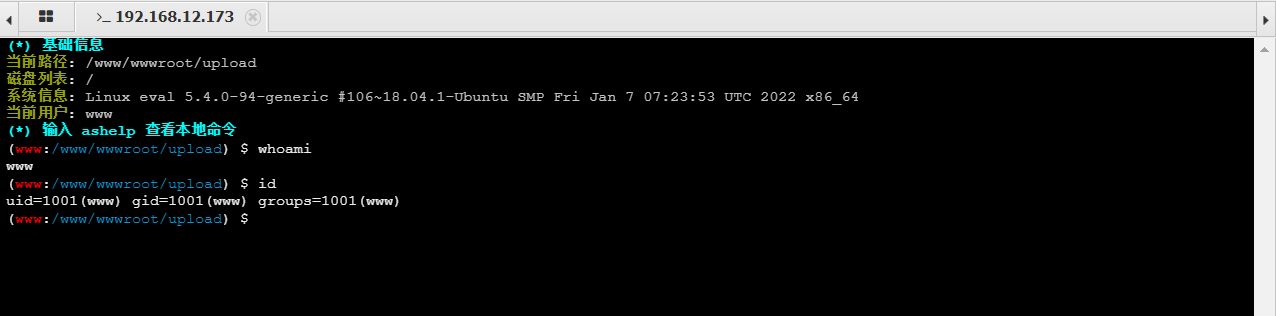 >_ 192.168.12.173
(*) 基础信息
当前路径: /www/wwwroot/upload
磁盘列表: /
系统信息: Linux eval 5.4.0-94-generic #106~18.04.1-Ubuntu SMP Fri Jan 7 07:23:53 UTC 2022 x86_64
当前用户: www
(*) 输入 ashelp 查看本地命令
(www:/www/wwwroot/upload) $ whoami
www
(www:/www/wwwroot/upload) $ id
uid=1001(www) gid=1001(www) groups=1001(www)
(www:/www/wwwroot/upload) $